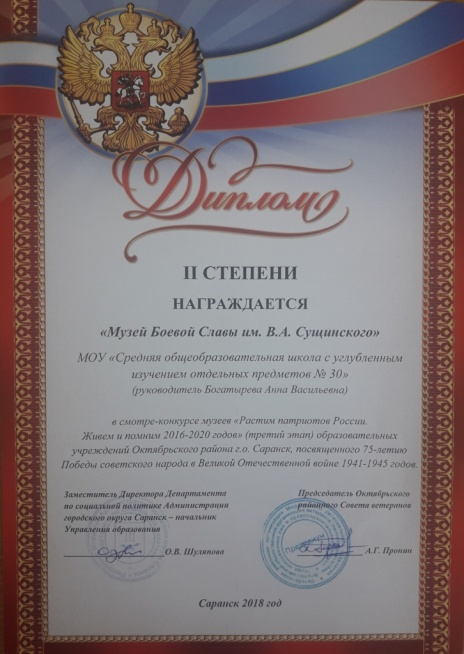 Диплом
II СТЕПЕНИ
НАГРАЖДАЕТСЯ
«Музей Боевой Славы им. В.А. Сущинского»
МОУ «Средняя общеобразовательная школа с углубленным
изучением отдельных предметов № 30»
(руководитель Богатырева Анна Васильевна)
в смотре-конкурсе музеев «Растим патриотов России.
Живем и помним 2016-2020 годов» (третий этап) образовательных
учреждений Октябрьского района г.о. Саранск, посвященного 75-летию
Победы советского народа в Великой Отечественной войне 1941-1945 годов.
Заместитель Директора Департамента
по социальной политике Администрации
городского округа Саранск – начальник
Управления образования
О.В. Шуляпова
Председатель Октябрьского
районного Совета ветеранов
А.Г. Пронин
Саранск 2018 год